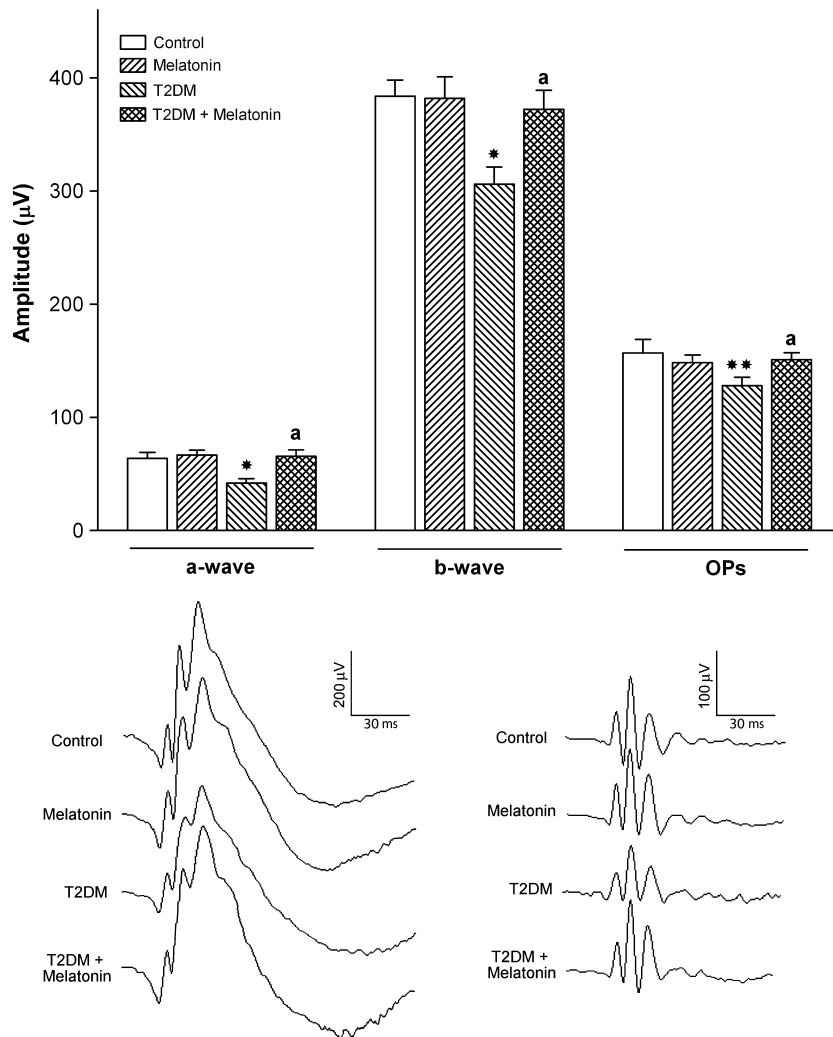 Control
Melatonin
T2DM
T2DM + Melatonin
Amplitude (µV)
400
300
200
100
0
a
✷
a
✷
a
✷✷
a-wave
b-wave
OPs
200 µV
30 ms
100 µV
30 ms
Control
Melatonin
T2DM
T2DM +
Melatonin
Control
Melatonin
T2DM
T2DM +
Melatonin